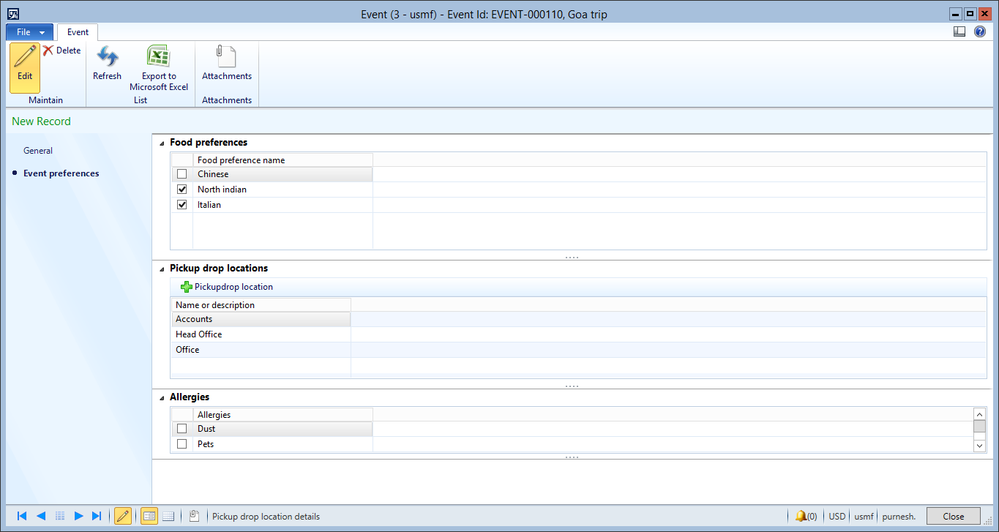 Event (3 - usmf) - Event Id: EVENT-000110, Goa trip
File
Event
Edit
Delete
Maintain
Refresh
Export to
Microsoft Excel
List
Attachments
Attachments
New Record
General
Event preferences
Food preferences
Food preference name
Chinese
North indian
Italian
Pickup drop locations
Pickupdrop location
Name or description
Accounts
Head Office
Office
Allergies
Allergies
Dust
Pets
Pickup drop location details
(0)
USD
usmf
purnesh.
Close